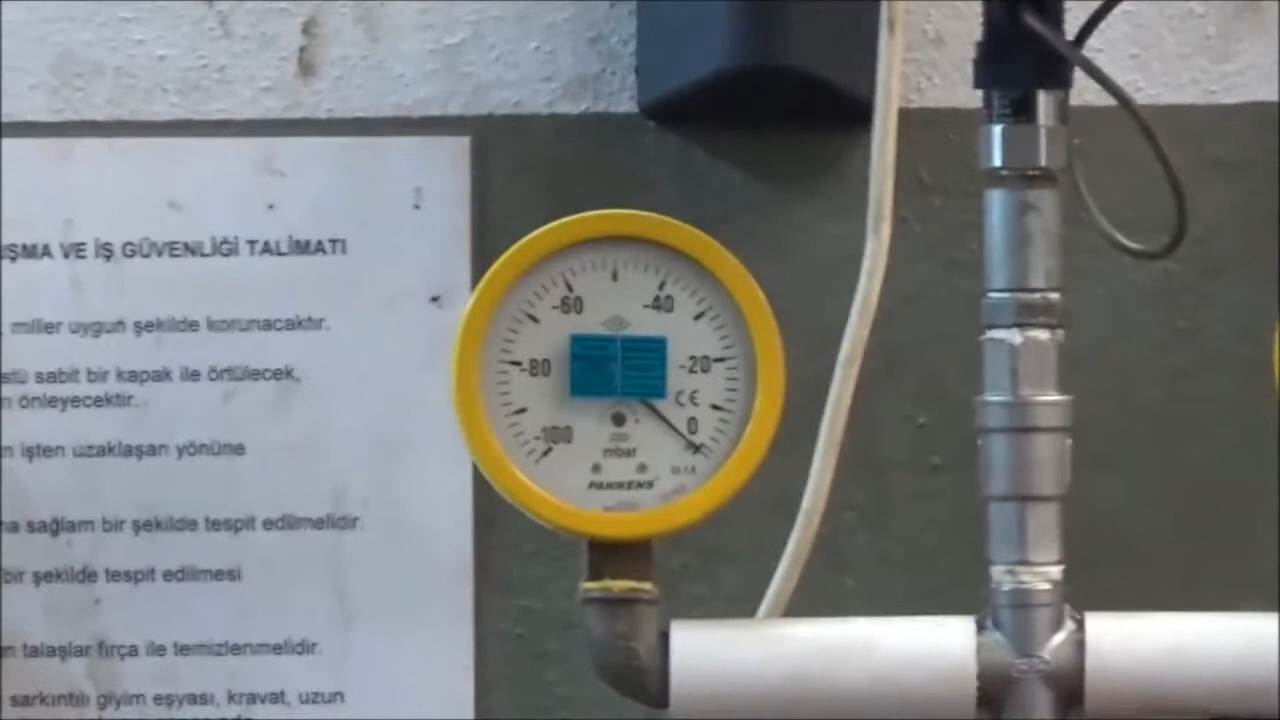 IŞMA VE İŞ GÜVENLİĞİ TALİMATI
miller uygun şekilde korunacaktır.
sabit bir kapak ile örtülecek,
önleyecektir.
işten uzaklaşan yönüne
sağlam bir şekilde tespit edilmelidir.
bir şekilde tespit edilmesi
talaşlar fırça ile temizlenmelidir.
sarkıntılı giyim eşyası, kravat, uzun
-60 -40
-80 -20
CE
-100 0
mbar
PAKKENS